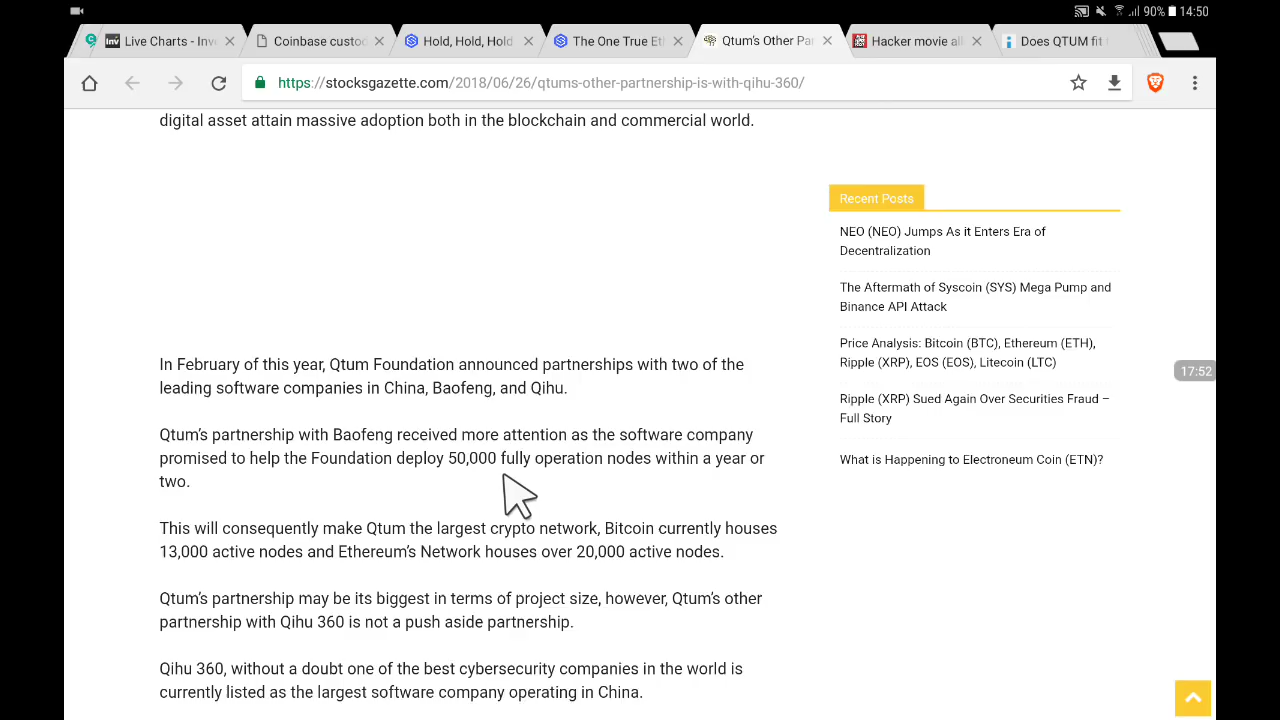 90% 14:50
Live Charts - Inv
Coinbase custo
Hold, Hold, Hold
The One True Et
Qtum's Other Pa
Hacker movie al
Does QTUM fit
https://stocksgazette.com/2018/06/26/qtums-other-partnership-is-with-qihu-360/
digital asset attain massive adoption both in the blockchain and commercial world.
In February of this year, Qtum Foundation announced partnerships with two of the
leading software companies in China, Baofeng, and Qihu.
Qtum's partnership with Baofeng received more attention as the software company
promised to help the Foundation deploy 50,000 fully operation nodes within a year or
two.
This will consequently make Qtum the largest crypto network, Bitcoin currently houses
13,000 active nodes and Ethereum's Network houses over 20,000 active nodes.
Qtum's partnership may be its biggest in terms of project size, however, Qtum's other
partnership with Qihu 360 is not a push aside partnership.
Qihu 360, without a doubt one of the best cybersecurity companies in the world is
currently listed as the largest software company operating in China.
Recent Posts
NEO (NEO) Jumps As it Enters Era of
Decentralization
The Aftermath of Syscoin (SYS) Mega Pump and
Binance API Attack
Price Analysis: Bitcoin (BTC), Ethereum (ETH),
Ripple (XRP), EOS (EOS), Litecoin (LTC)
Ripple (XRP) Sued Again Over Securities Fraud –
Full Story
What is Happening to Electroneum Coin (ETN)?
17:52